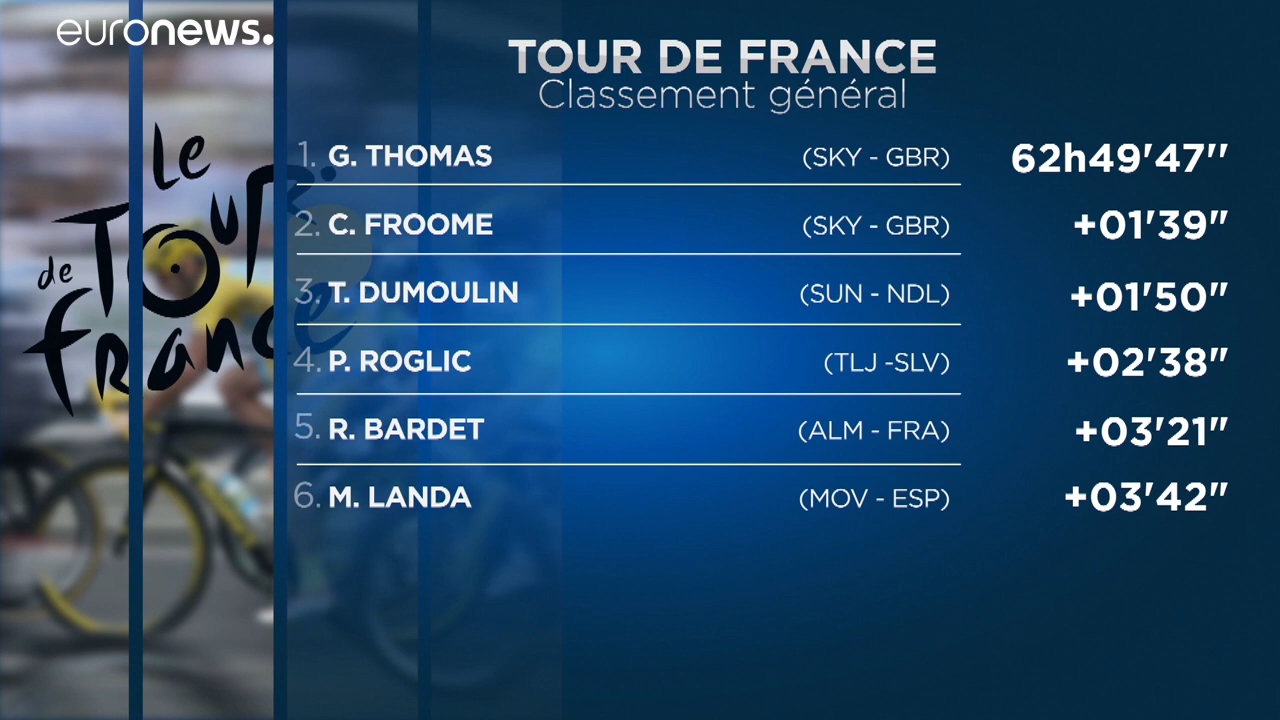 euronews.
TOUR DE FRANCE
Classement général
Le
TOUR
de
france
1. G. THOMAS (SKY - GBR) 62h49'47''
2. C. FROOME (SKY - GBR) +01'39"
3. T. DUMOULIN (SUN - NDL) +01'50"
4. P. ROGLIC (TLJ -SLV) +02'38"
5. R. BARDET (ALM - FRA) +03'21"
6. M. LANDA (MOV - ESP) +03'42"